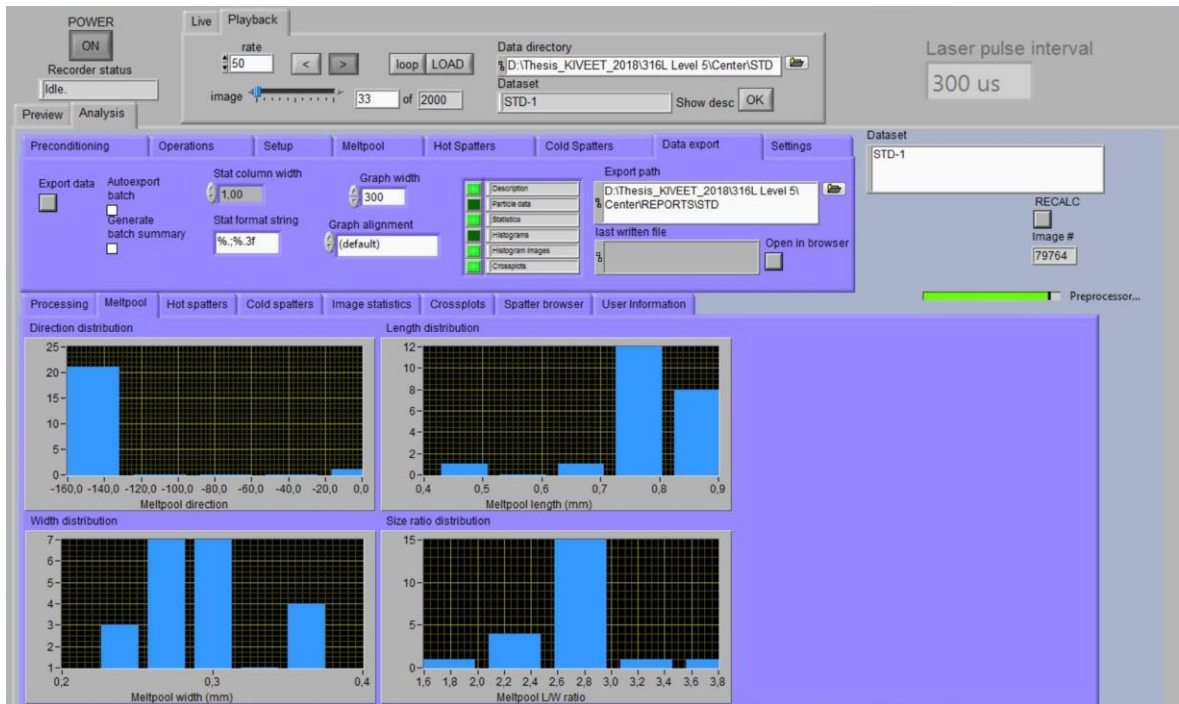 POWER
ON
Recorder status
Idle.
Live Playback
rate
50 < > loop LOAD
image 33 of 2000
Data directory
D:\Thesis_KIVEET_2018\316L Level 5\Center\STD
Dataset
STD-1 Show desc OK
Laser pulse interval
300 us
Preview Analysis
Preconditioning Operations Setup Meltpool Hot Spatters Cold Spatters Data export Settings
Export data
Autoexport
batch
Generate
batch summary
Stat column width
1,00
Stat format string
%.;%.3f
Graph width
300
Graph alignment
(default)
Description
Particle data
Statistics
Histograms
Histogram images
Crossplots
Export path
D:\Thesis_KIVEET_2018\316L Level 5\
Center\REPORTS\STD
last written file
Open in browser
Dataset
STD-1
RECALC
Image #
79764
Preprocessor...
Processing Meltpool Hot spatters Cold spatters Image statistics Crossplots Spatter browser User Information
Direction distribution
25
20
15
10
5
0
-160,0 -140,0 -120,0 -100,0 -80,0 -60,0 -40,0 -20,0 0,0
Meltpool direction
Length distribution
12
10
8
6
4
2
0
0,4 0,5 0,6 0,7 0,8 0,9
Meltpool length (mm)
Width distribution
7
6
5
4
3
2
1
0,2 0,3 0,4
Meltpool width (mm)
Size ratio distribution
15
10
5
0
1,6 1,8 2,0 2,2 2,4 2,6 2,8 3,0 3,2 3,4 3,6 3,8
Meltpool L/W ratio